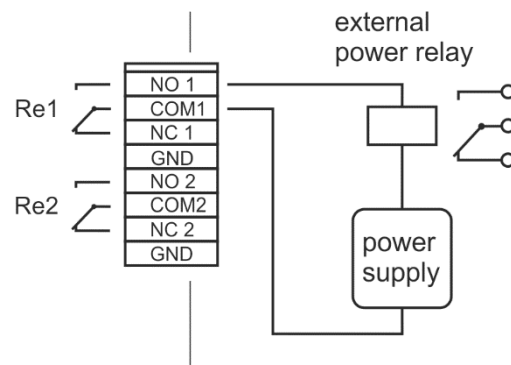 external
power relay
Re1
NO 1
COM1
NC 1
GND
Re2
NO 2
COM2
NC 2
GND
power
supply